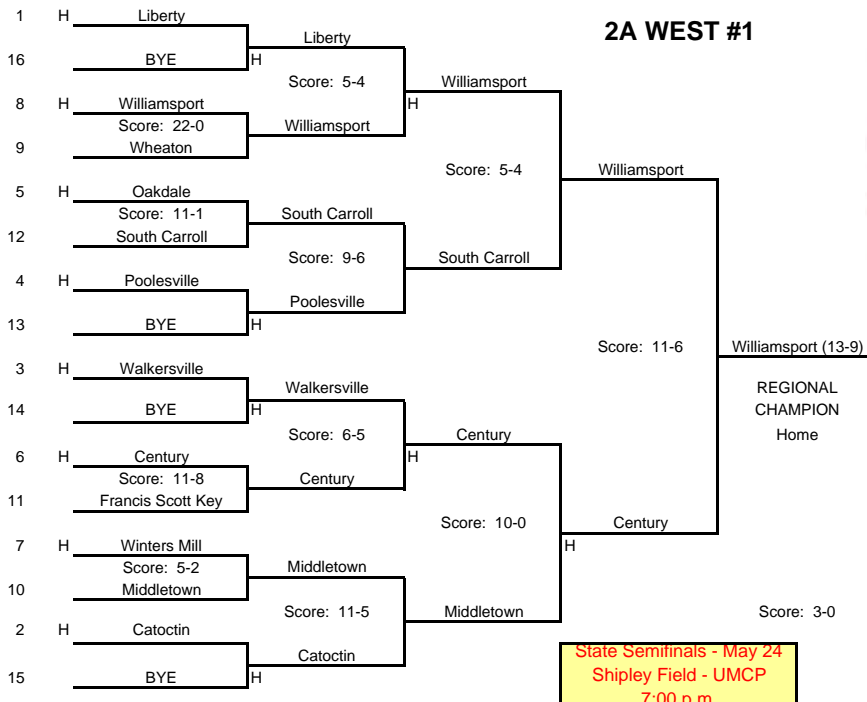 2A WEST #1
1 H Liberty
Liberty
16 BYE H
Score: 5-4
Williamsport
8 H Williamsport H
Score: 22-0
Williamsport
9 Wheaton
Score: 5-4
Williamsport
5 H Oakdale
Score: 11-1
South Carroll
12 South Carroll
Score: 9-6
South Carroll
4 H Poolesville
Poolesville
13 BYE H
Score: 11-6
Williamsport (13-9)
3 H Walkersville
Walkersville
REGIONAL
CHAMPION
14 BYE H
Score: 6-5
Century
Home
6 H Century H
Score: 11-8
Century
11 Francis Scott Key
Score: 10-0
Century
7 H Winters Mill H
Score: 5-2
Middletown
10 Middletown
Score: 11-5
Middletown
Score: 3-0
2 H Catoctin
Catoctin
15 BYE H
State Semifinals - May 24
Shipley Field - UMCP
7:00 p.m.